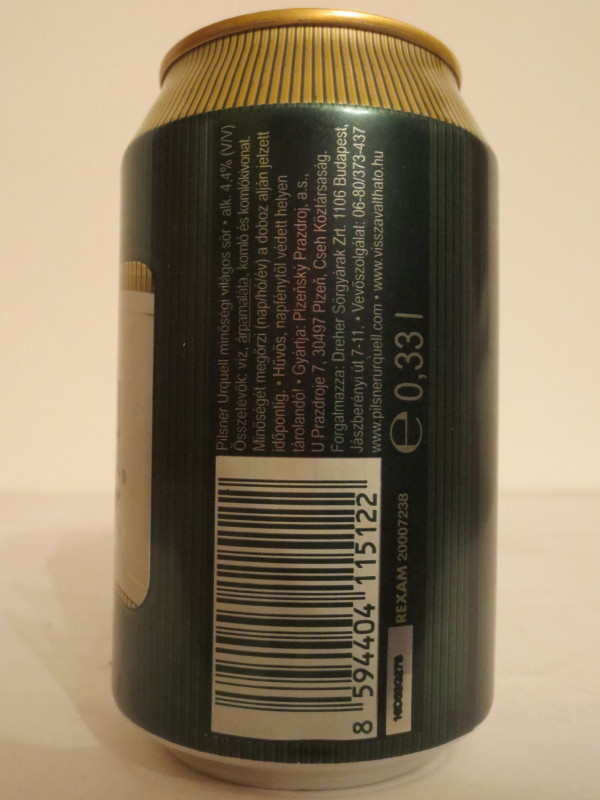 Pilsner Urquell minőségi világos sör • alk. 4,4% (V/V)
Összetevők: víz, árpamaláta, komló és komlókivonat.
Minőségét megőrzi (nap/hó/év) a doboz alján jelzett
időpontig. • Hűvös, napfénytől védett helyen
tárolandó! • Gyártja: Plzeňský Prazdroj, a.s.,
U Prazdroje 7, 30497 Plzeň, Cseh Köztársaság.
Forgalmazza: Dreher Sörgyárak Zrt. 1106 Budapest,
Jászberényi út 7-11. • Vevőszolgálat: 06-80/373-437
www.pilsnerurquell.com • www.visszavalthato.hu
e 0,33 l
8 594404 115122
REXAM 20007238